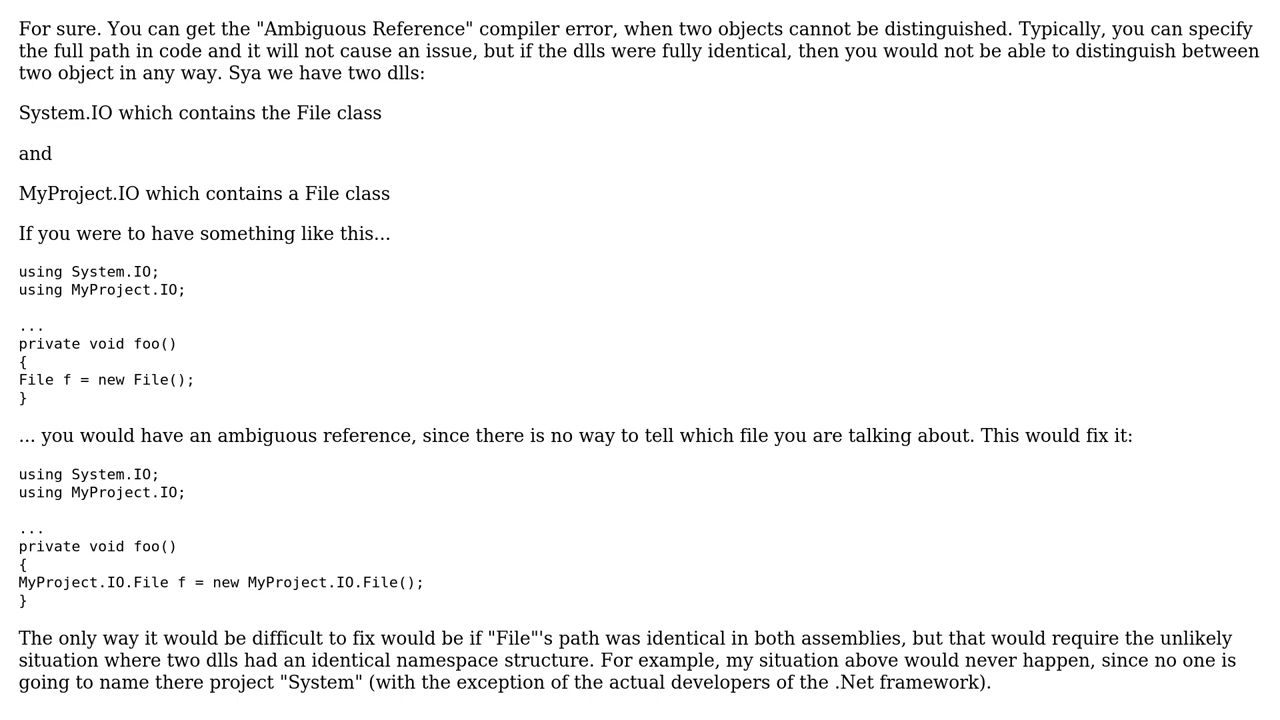 For sure. You can get the "Ambiguous Reference" compiler error, when two objects cannot be distinguished. Typically, you can specify
the full path in code and it will not cause an issue, but if the dlls were fully identical, then you would not be able to distinguish between
two object in any way. Sya we have two dlls:
System.IO which contains the File class
and
MyProject.IO which contains a File class
If you were to have something like this...
using System.IO;
using MyProject.IO;
...
private void foo()
{
File f = new File();
}
... you would have an ambiguous reference, since there is no way to tell which file you are talking about. This would fix it:
using System.IO;
using MyProject.IO;
...
private void foo()
{
MyProject.IO.File f = new MyProject.IO.File();
}
The only way it would be difficult to fix would be if "File"'s path was identical in both assemblies, but that would require the unlikely
situation where two dlls had an identical namespace structure. For example, my situation above would never happen, since no one is
going to name there project "System" (with the exception of the actual developers of the .Net framework).